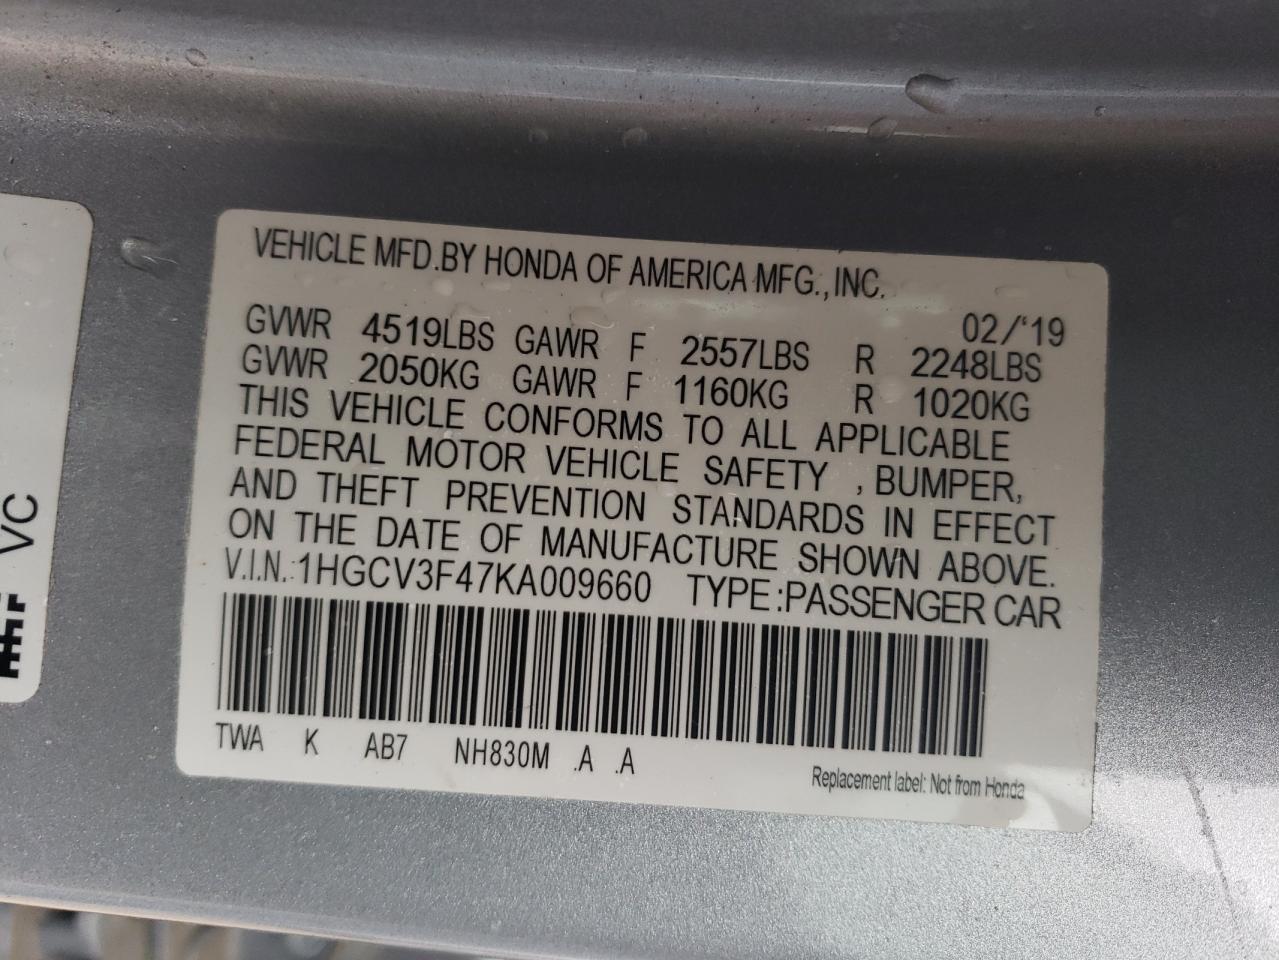 VEHICLE MFD.BY HONDA OF AMERICA MFG.,INC.
02/'19
GVWR 4519LBS GAWR F 2557LBS R 2248LBS
GVWR 2050KG GAWR F 1160KG R 1020KG
THIS VEHICLE CONFORMS TO ALL APPLICABLE
FEDERAL MOTOR VEHICLE SAFETY , BUMPER,
AND THEFT PREVENTION STANDARDS IN EFFECT
ON THE DATE OF MANUFACTURE SHOWN ABOVE.
V.I.N.:1HGCV3F47KA009660 TYPE:PASSENGER CAR
TWA K AB7 NH830M .A .A
Replacement label: Not from Honda
VC